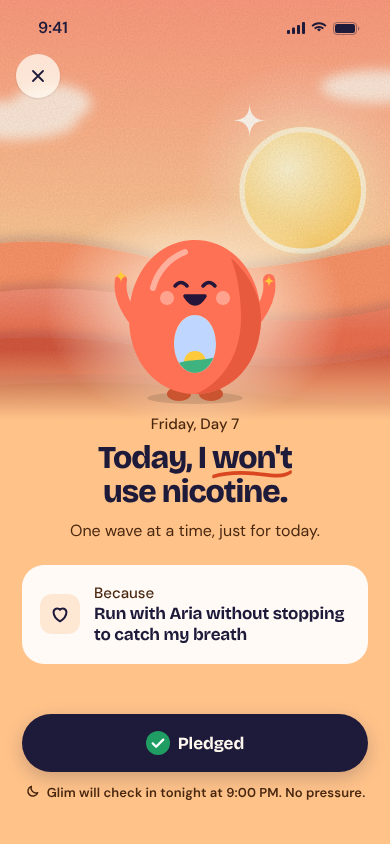 9:41
Friday, Day 7
Today, I won't
use nicotine.
One wave at a time, just for today.
Because
Run with Aria without stopping
to catch my breath
Pledged
Glim will check in tonight at 9:00 PM. No pressure.